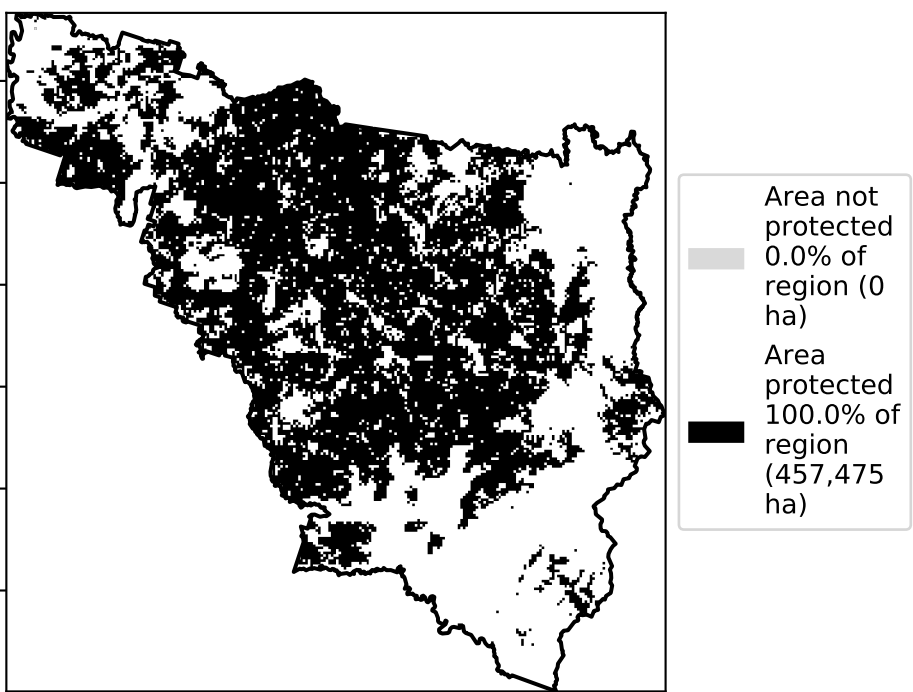 Area not
protected
0.0% of
region (0
ha)
Area
protected
100.0% of
region
(457,475
ha)